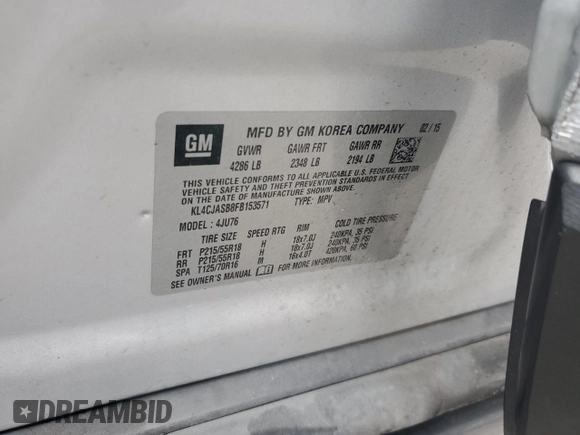 GM
MFD BY GM KOREA COMPANY 02/15
GVWR GAWR FRT GAWR RR
4286 LB 2348 LB 2194 LB
THIS VEHICLE CONFORMS TO ALL APPLICABLE U.S. FEDERAL MOTOR
VEHICLE SAFETY AND THEFT PREVENTION STANDARDS IN EFFECT
ON THE DATE OF MANUFACTURE SHOWN ABOVE.
KL4CJASB8FB153571 TYPE: MPV
MODEL : 4JU76
TIRE SIZE SPEED RTG RIM COLD TIRE PRESSURE
FRT P215/55R18 H 18x7.0J 240KPA, 35 PSI
RR P215/55R18 H 18x7.0J 240KPA, 35 PSI
SPA T125/70R16 M 16x4.0T 420KPA, 60 PSI
SEE OWNER'S MANUAL FOR MORE INFORMATION.
DREAMBID